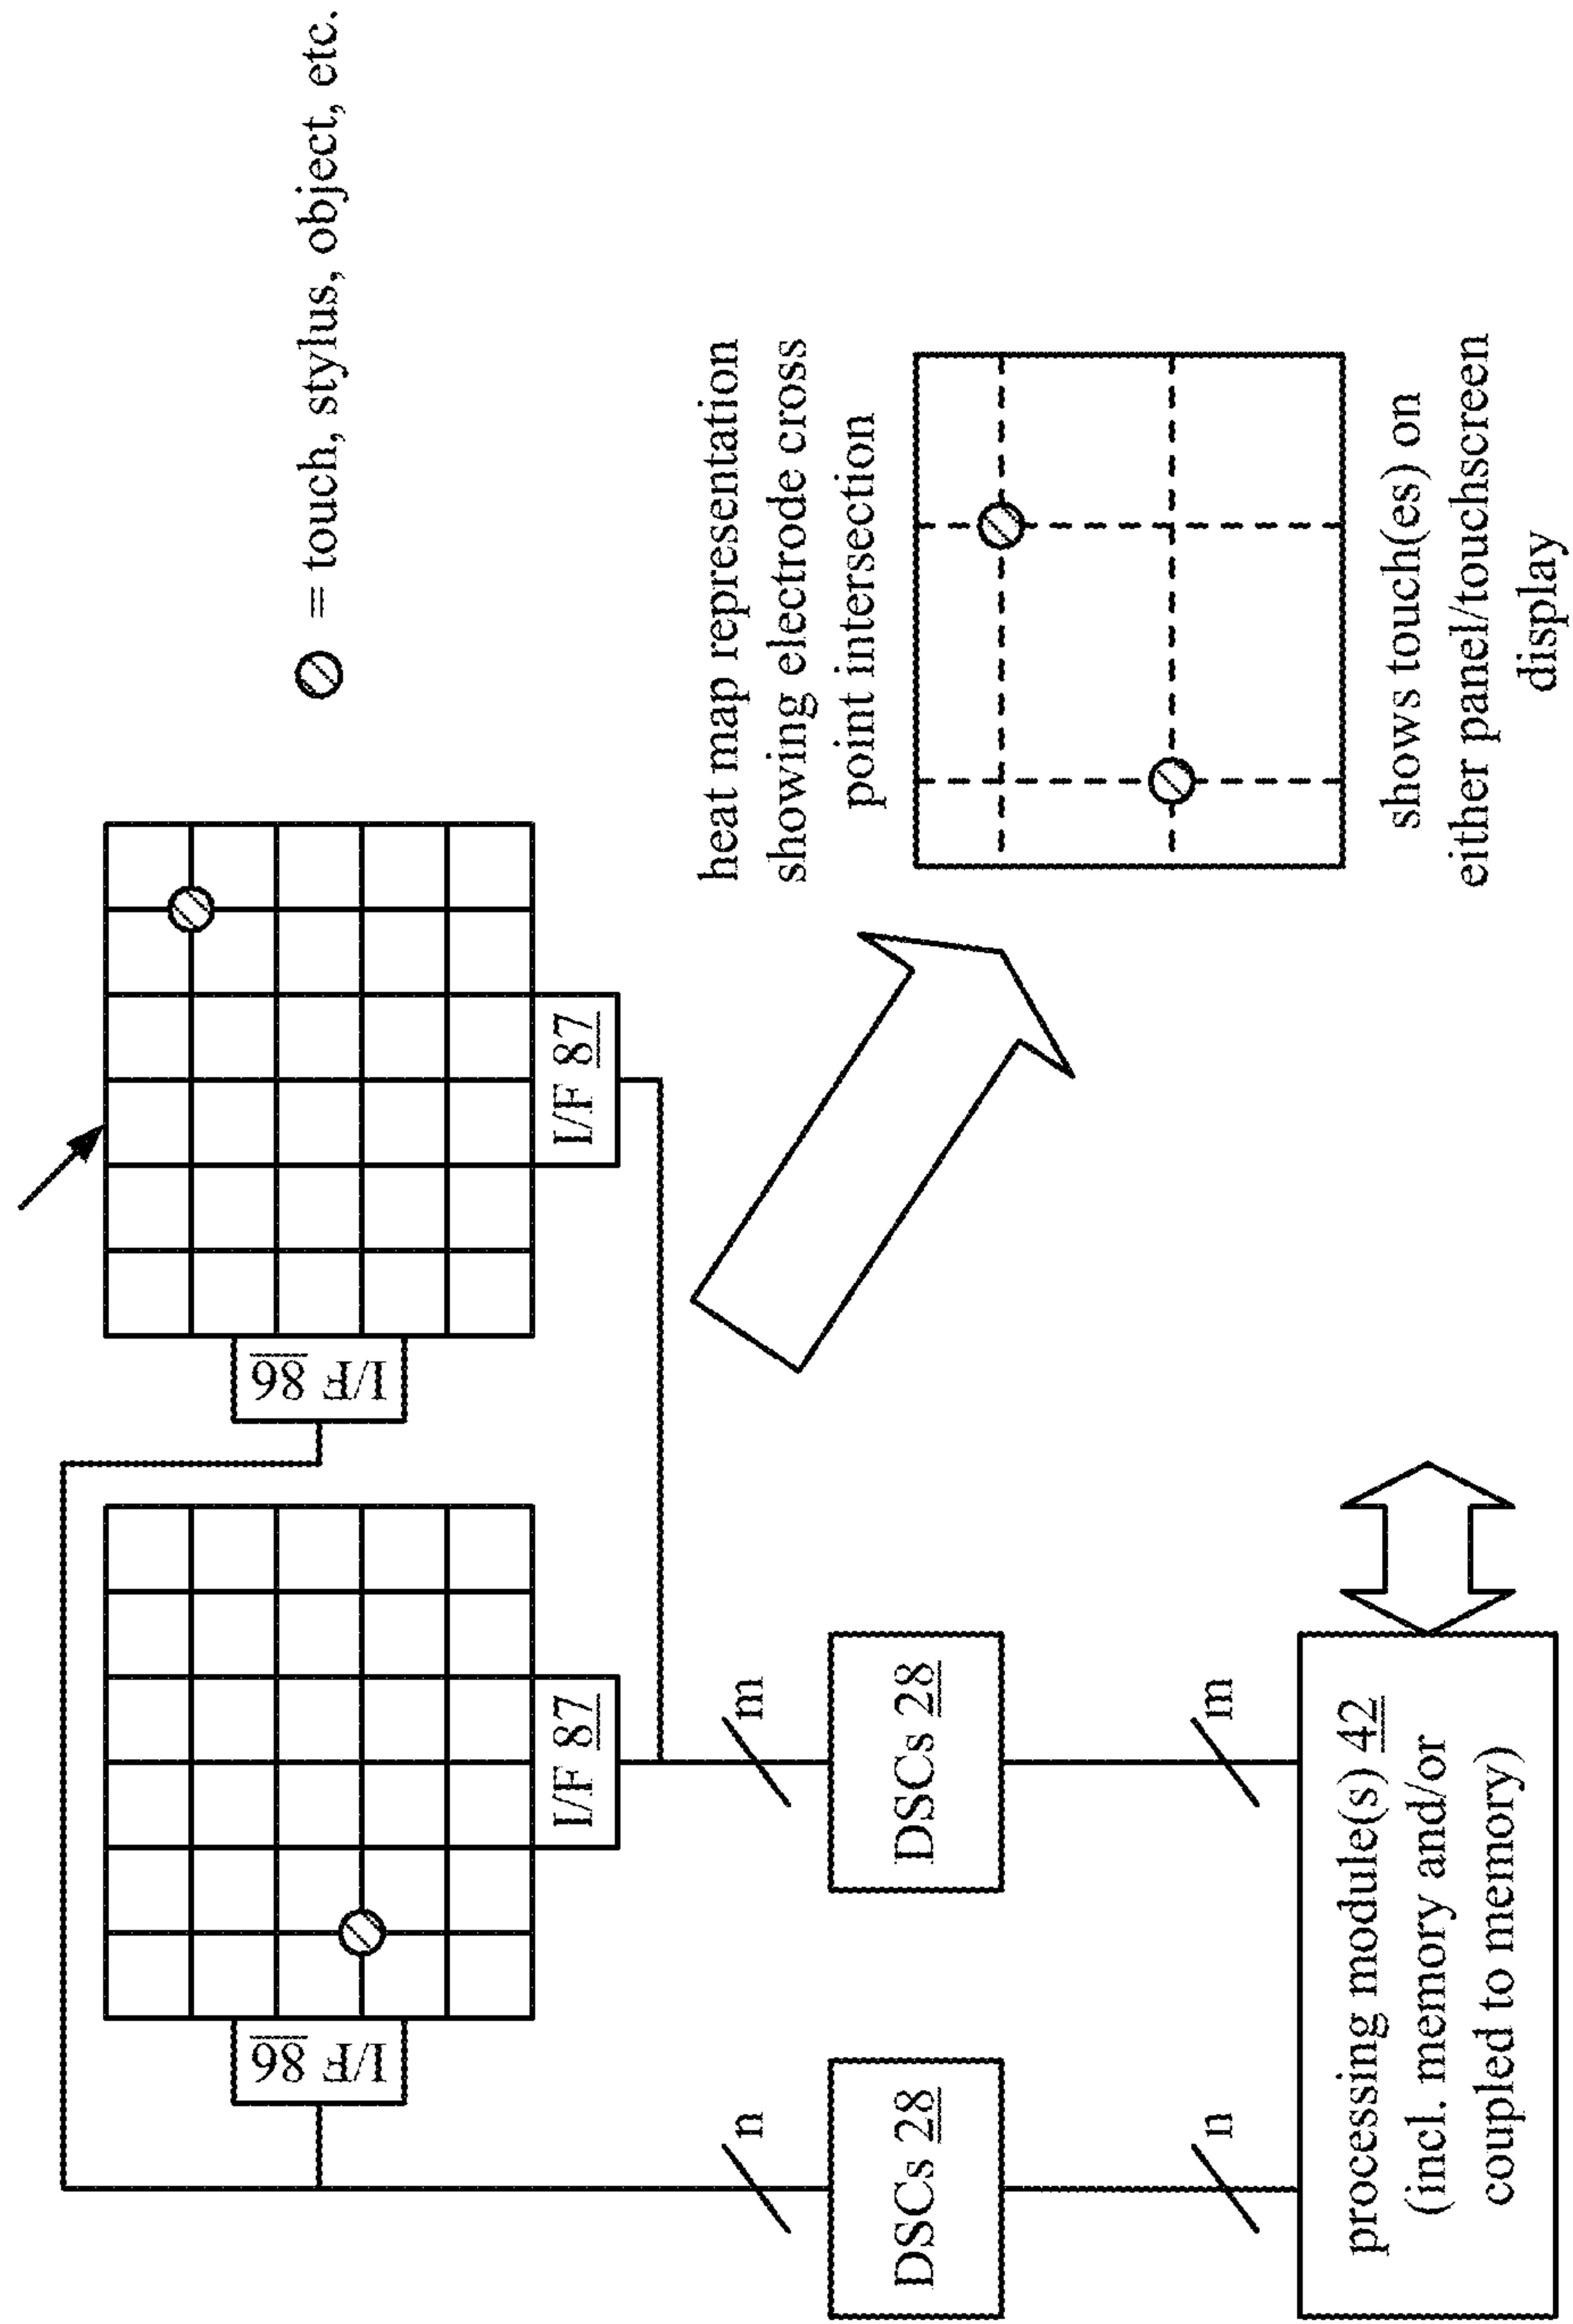 = touch, stylus, object, etc.
I/F 86
I/F 87
I/F 86
I/F 87
heat map representation
showing electrode cross
point intersection
n
m
DSCs 28
DSCs 28
n
m
shows touch(es) on
either panel/touchscreen
display
processing module(s) 42
(incl. memory and/or
coupled to memory)